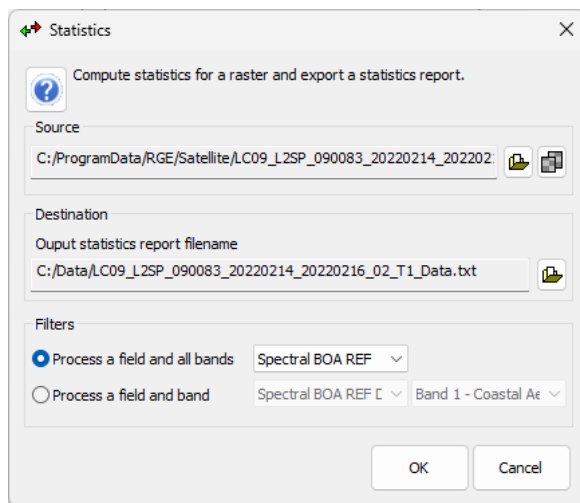 Statistics
Compute statistics for a raster and export a statistics report.
Source
C:/ProgramData/RGE/Satellite/LC09_L2SP_090083_20220214_2022021
Destination
Ouput statistics report filename
C:/Data/LC09_L2SP_090083_20220214_20220216_02_T1_Data.txt
Filters
Process a field and all bands Spectral BOA REF
Process a field and band Spectral BOA REF D Band 1 - Coastal Ae
OK Cancel